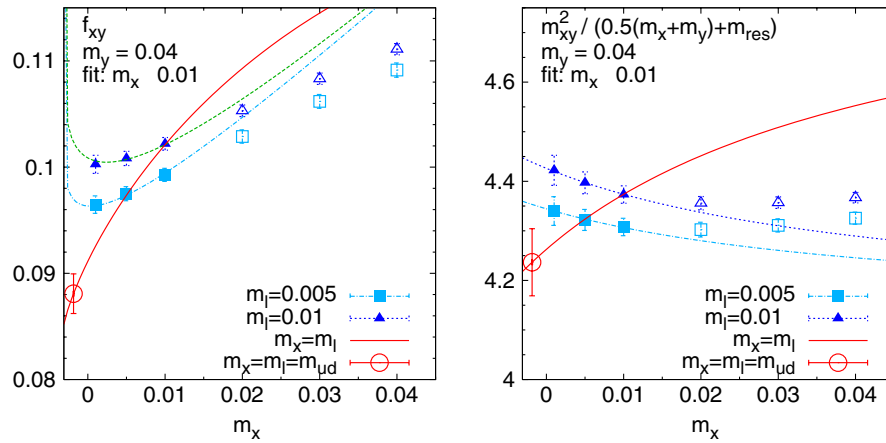 0.11
0.1
0.09
0.08
f_xy
m_y = 0.04
fit: m_x 0.01
m_l=0.005
m_l=0.01
m_x=m_l
m_x=m_l=m_ud
0 0.01 0.02 0.03 0.04
m_x
4.6
4.4
4.2
4
m_xy^2 / (0.5(m_x+m_y)+m_res)
m_y = 0.04
fit: m_x 0.01
m_l=0.005
m_l=0.01
m_x=m_l
m_x=m_l=m_ud
0 0.01 0.02 0.03 0.04
m_x